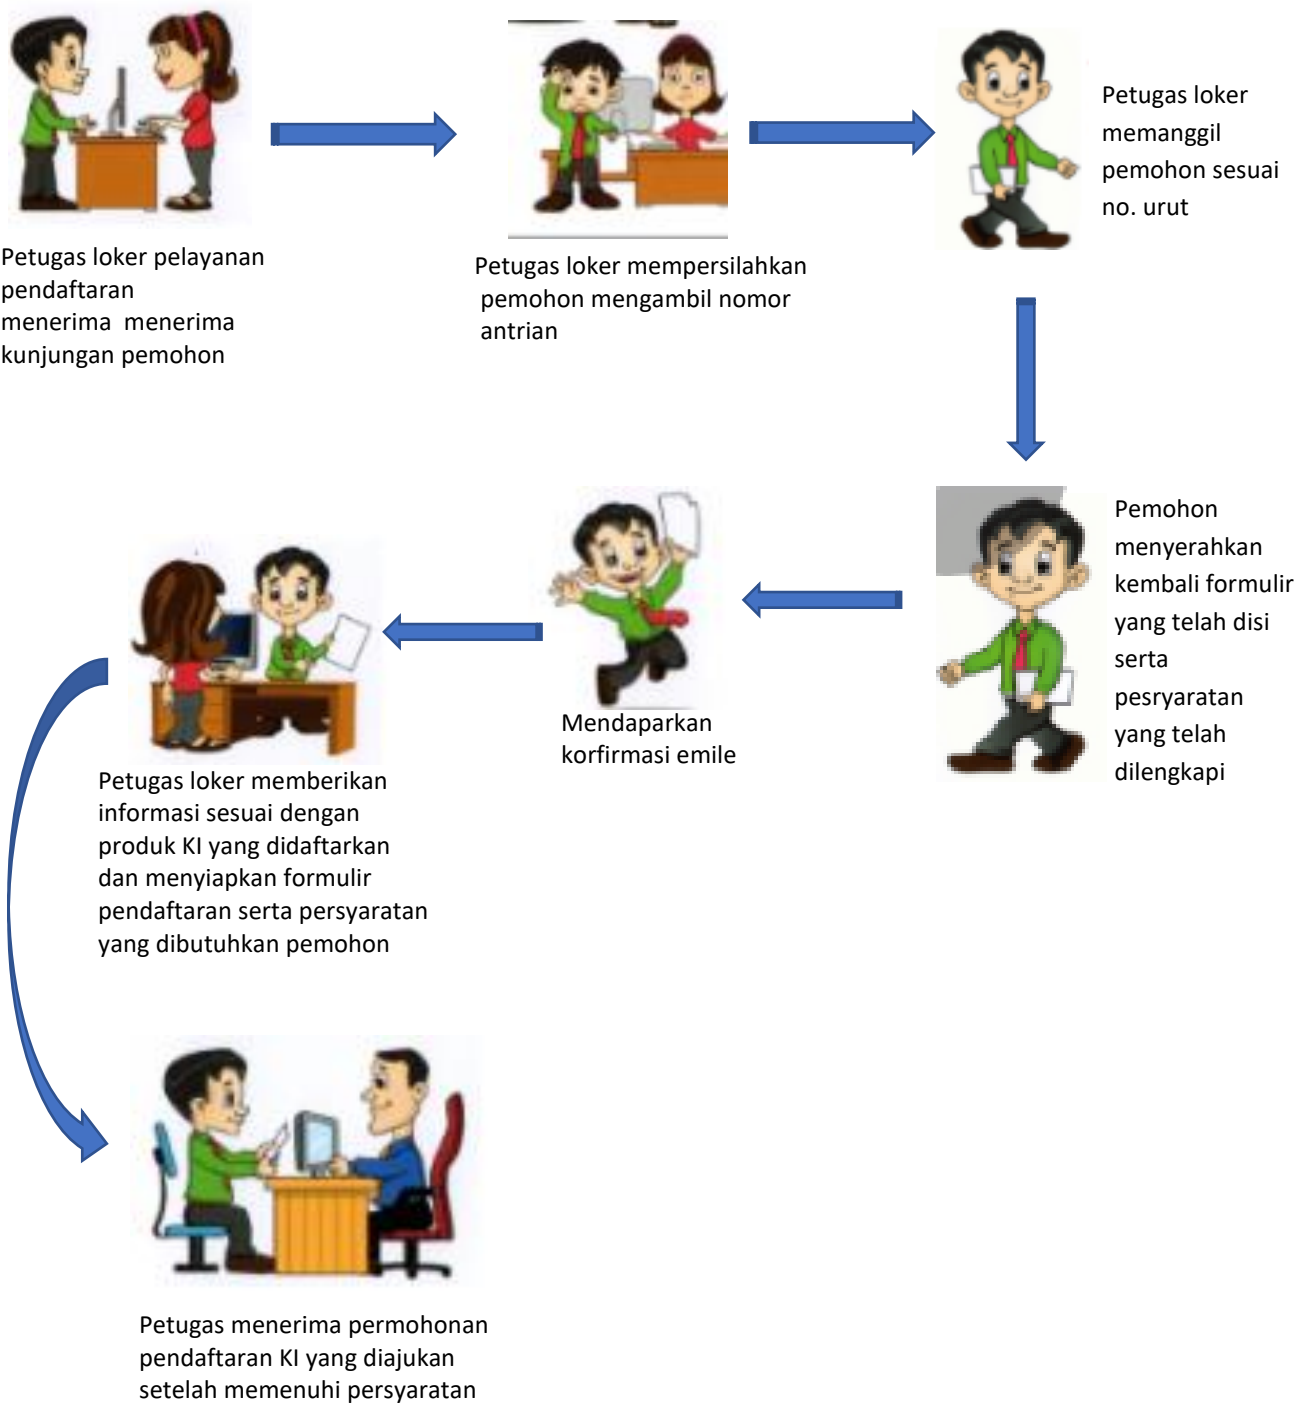 Petugas loker pelayanan
pendaftaran
menerima  menerima
kunjungan pemohon
Petugas loker mempersilahkan
pemohon mengambil nomor
antrian
Petugas loker
memanggil
pemohon sesuai
no. urut
Pemohon
menyerahkan
kembali formulir
yang telah disi
serta
pesryaratan
yang telah
dilengkapi
Mendaparkan
korfirmasi emile
Petugas loker memberikan
informasi sesuai dengan
produk KI yang didaftarkan
dan menyiapkan formulir
pendaftaran serta persyaratan
yang dibutuhkan pemohon
Petugas menerima permohonan
pendaftaran KI yang diajukan
setelah memenuhi persyaratan